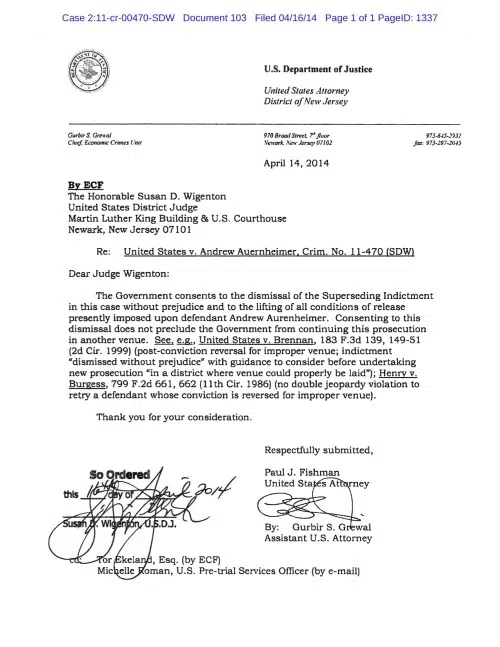 Case 2:11-cr-00470-SDW Document 103 Filed 04/16/14 Page 1 of 1 PageID: 1337
U.S. Department of Justice
United States Attorney
District of New Jersey
Gurbir S. Grewal
Chief, Economic Crimes Unit
970 Broad Street, 7th floor
Newark, New Jersey 07102
973-645-2931
fax: 973-297-2045
April 14, 2014
By ECF
The Honorable Susan D. Wigenton
United States District Judge
Martin Luther King Building & U.S. Courthouse
Newark, New Jersey 07101
Re: United States v. Andrew Auernheimer, Crim. No. 11-470 (SDW)
Dear Judge Wigenton:
The Government consents to the dismissal of the Superseding Indictment
in this case without prejudice and to the lifting of all conditions of release
presently imposed upon defendant Andrew Aurenheimer. Consenting to this
dismissal does not preclude the Government from continuing this prosecution
in another venue. See, e.g., United States v. Brennan, 183 F.3d 139, 149-51
(2d Cir. 1999) (post-conviction reversal for improper venue; indictment
“dismissed without prejudice” with guidance to consider before undertaking
new prosecution “in a district where venue could properly be laid”); Henry v.
Burgess, 799 F.2d 661, 662 (11th Cir. 1986) (no double jeopardy violation to
retry a defendant whose conviction is reversed for improper venue).
Thank you for your consideration.
Respectfully submitted,
Paul J. Fishman
United States Attorney
By: Gurbir S. Grewal
Assistant U.S. Attorney
So Ordered
this 16th day of April 2014
Susan D. Wigenton, U.S.D.J.
cc: Tor Ekeland, Esq. (by ECF)
Michelle Roman, U.S. Pre-trial Services Officer (by e-mail)